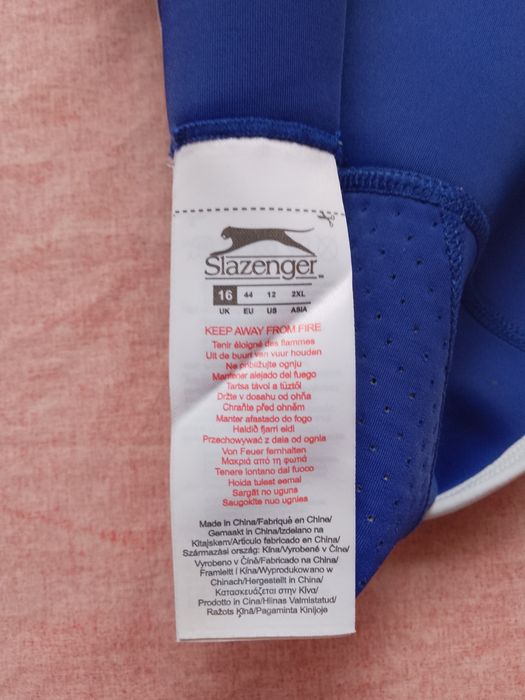 Slazenger
16 44 12 2XL
UK EU US ASIA
KEEP AWAY FROM FIRE
Tenir éloigné des flammes
Uit de buurt van vuur houden
Ne približujte ognju
Mantener alejado del fuego
Tartsa távol a tűztől
Držte v dosahu od ohňa
Chraňte před ohněm
Manter afastado do fogo
Haldið fjarri eldi
Przechowywać z dala od ognia
Von Feuer fernhalten
Μακριά από τη φωτιά
Tenere lontano dal fuoco
Hoida tulest eemal
Sargāt no uguns
Saugokite nuo ugnies
Made in China/Fabriqué en Chine/
Gemaakt in China/Izdelano na
Kitajskem/Artículo fabricado en China/
Származási ország: Kína/Vyrobené v Číne/
Vyrobeno v Číně/Fabricado na China/
Framleitt í Kína/Wyprodukowano w
Chinach/Hergestellt in China/
Κατασκευάζεται στην Κίνα/
Prodotto in Cina/Hiinas Valmistatud/
Ražots Ķīnā/Pagaminta Kinijoje